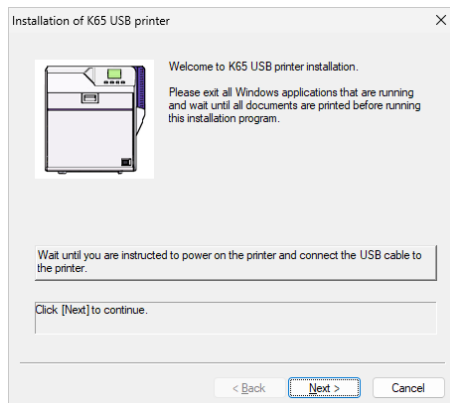 Installation of K65 USB printer
Welcome to K65 USB printer installation.
Please exit all Windows applications that are running
and wait until all documents are printed before running
this installation program.
Wait until you are instructed to power on the printer and connect the USB cable to
the printer.
Click [Next] to continue.
< Back
Next >
Cancel